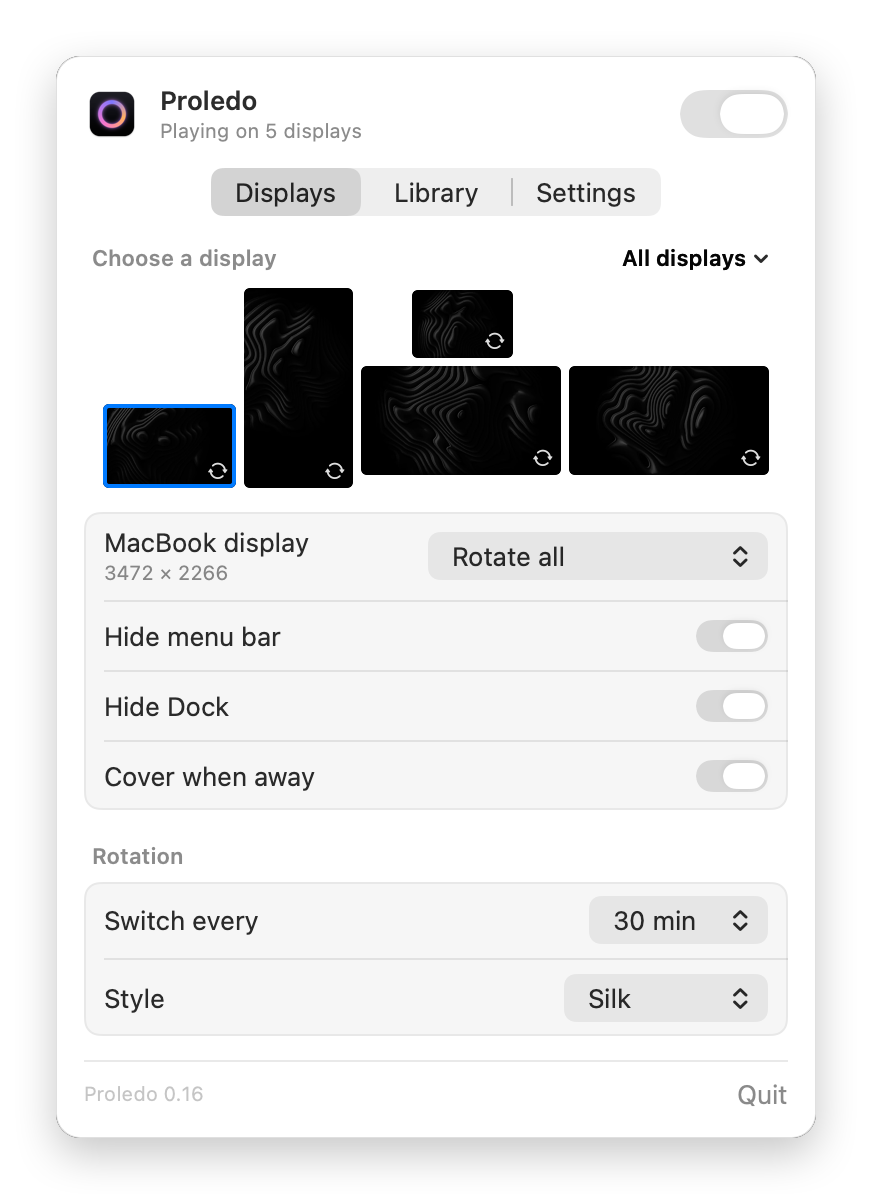 Proledo
Playing on 5 displays
Displays Library Settings
Choose a display All displays
MacBook display Rotate all
3472 × 2266
Hide menu bar
Hide Dock
Cover when away
Rotation
Switch every 30 min
Style Silk
Proledo 0.16 Quit